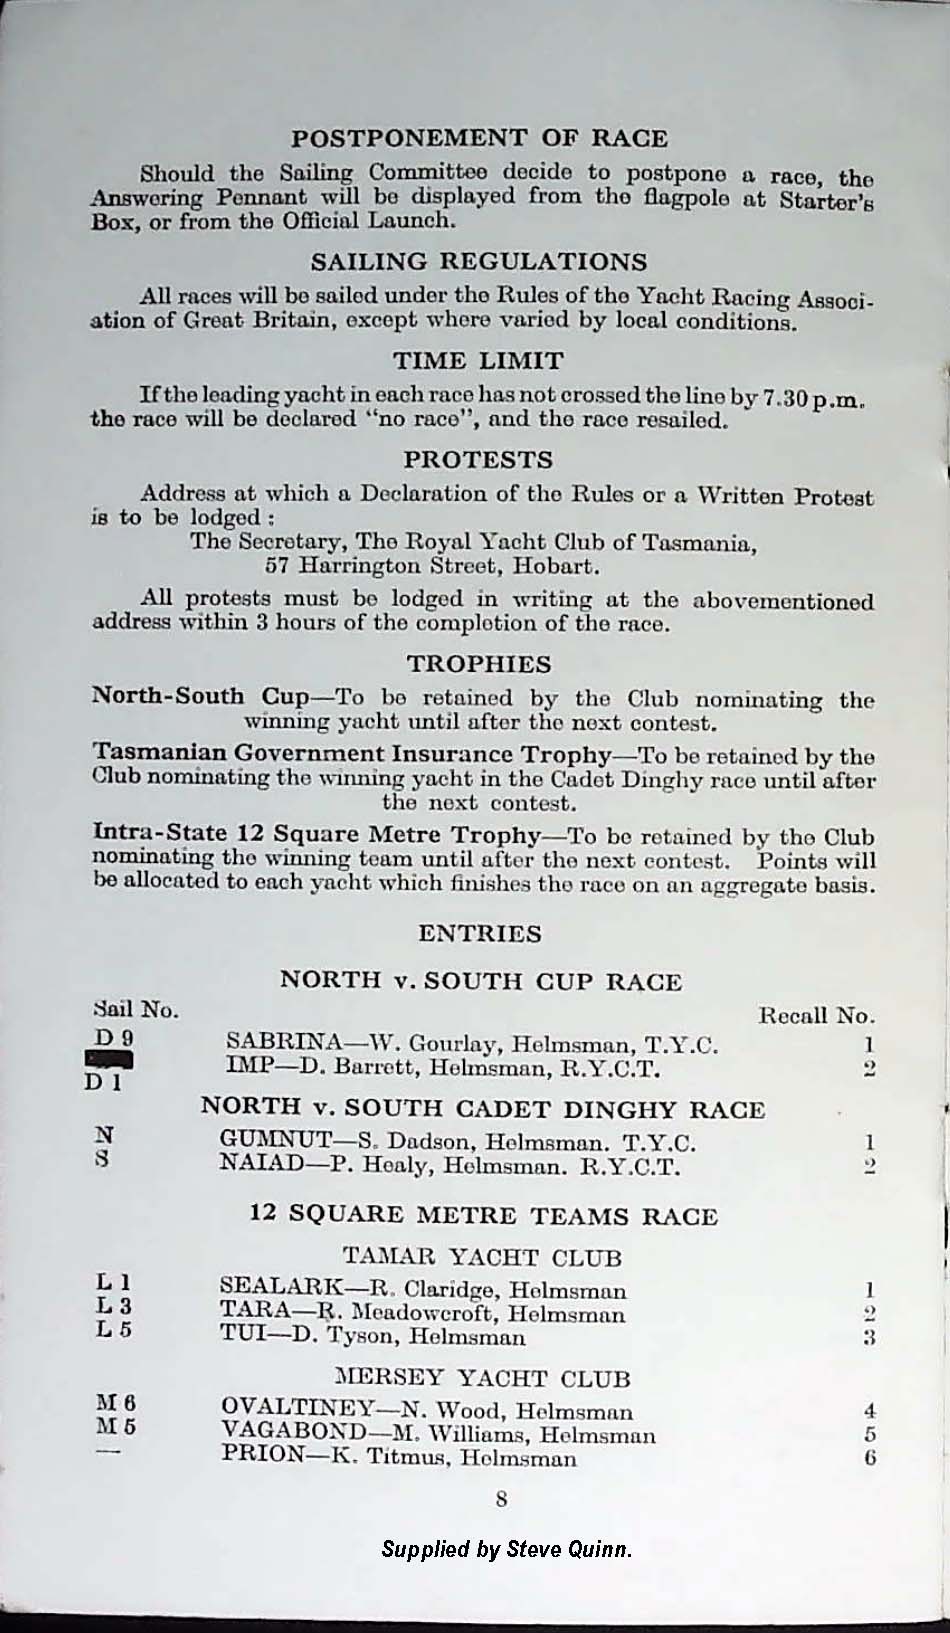 POSTPONEMENT OF RACE
Should the Sailing Committee decide to postpone a race, the
Answering Pennant will be displayed from the flagpole at Starter's
Box, or from the Official Launch.
SAILING REGULATIONS
All races will be sailed under the Rules of the Yacht Racing Associ-
ation of Great Britain, except where varied by local conditions.
TIME LIMIT
If the leading yacht in each race has not crossed the line by 7.30 p.m.
the race will be declared "no race", and the race resailed.
PROTESTS
Address at which a Declaration of the Rules or a Written Protest
is to be lodged :
The Secretary, The Royal Yacht Club of Tasmania,
57 Harrington Street, Hobart.
All protests must be lodged in writing at the abovementioned
address within 3 hours of the completion of the race.
TROPHIES
North-South Cup—To be retained by the Club nominating the
winning yacht until after the next contest.
Tasmanian Government Insurance Trophy—To be retained by the
Club nominating the winning yacht in the Cadet Dinghy race until after
the next contest.
Intra-State 12 Square Metre Trophy—To be retained by the Club
nominating the winning team until after the next contest. Points will
be allocated to each yacht which finishes the race on an aggregate basis.
ENTRIES
NORTH v. SOUTH CUP RACE
Sail No. Recall No.
D 9 SABRINA—W. Gourlay, Helmsman, T.Y.C. 1
D 1 IMP—D. Barrett, Helmsman, R.Y.C.T. 2
NORTH v. SOUTH CADET DINGHY RACE
N GUMNUT—S. Dadson, Helmsman. T.Y.C. 1
S NAIAD—P. Healy, Helmsman. R.Y.C.T. 2
12 SQUARE METRE TEAMS RACE
TAMAR YACHT CLUB
L 1 SEALARK—R. Claridge, Helmsman 1
L 3 TARA—R. Meadowcroft, Helmsman 2
L 5 TUI—D. Tyson, Helmsman 3
MERSEY YACHT CLUB
M 6 OVALTINEY—N. Wood, Helmsman 4
M 5 VAGABOND—M. Williams, Helmsman 5
— PRION—K. Titmus, Helmsman 6
8
Supplied by Steve Quinn.